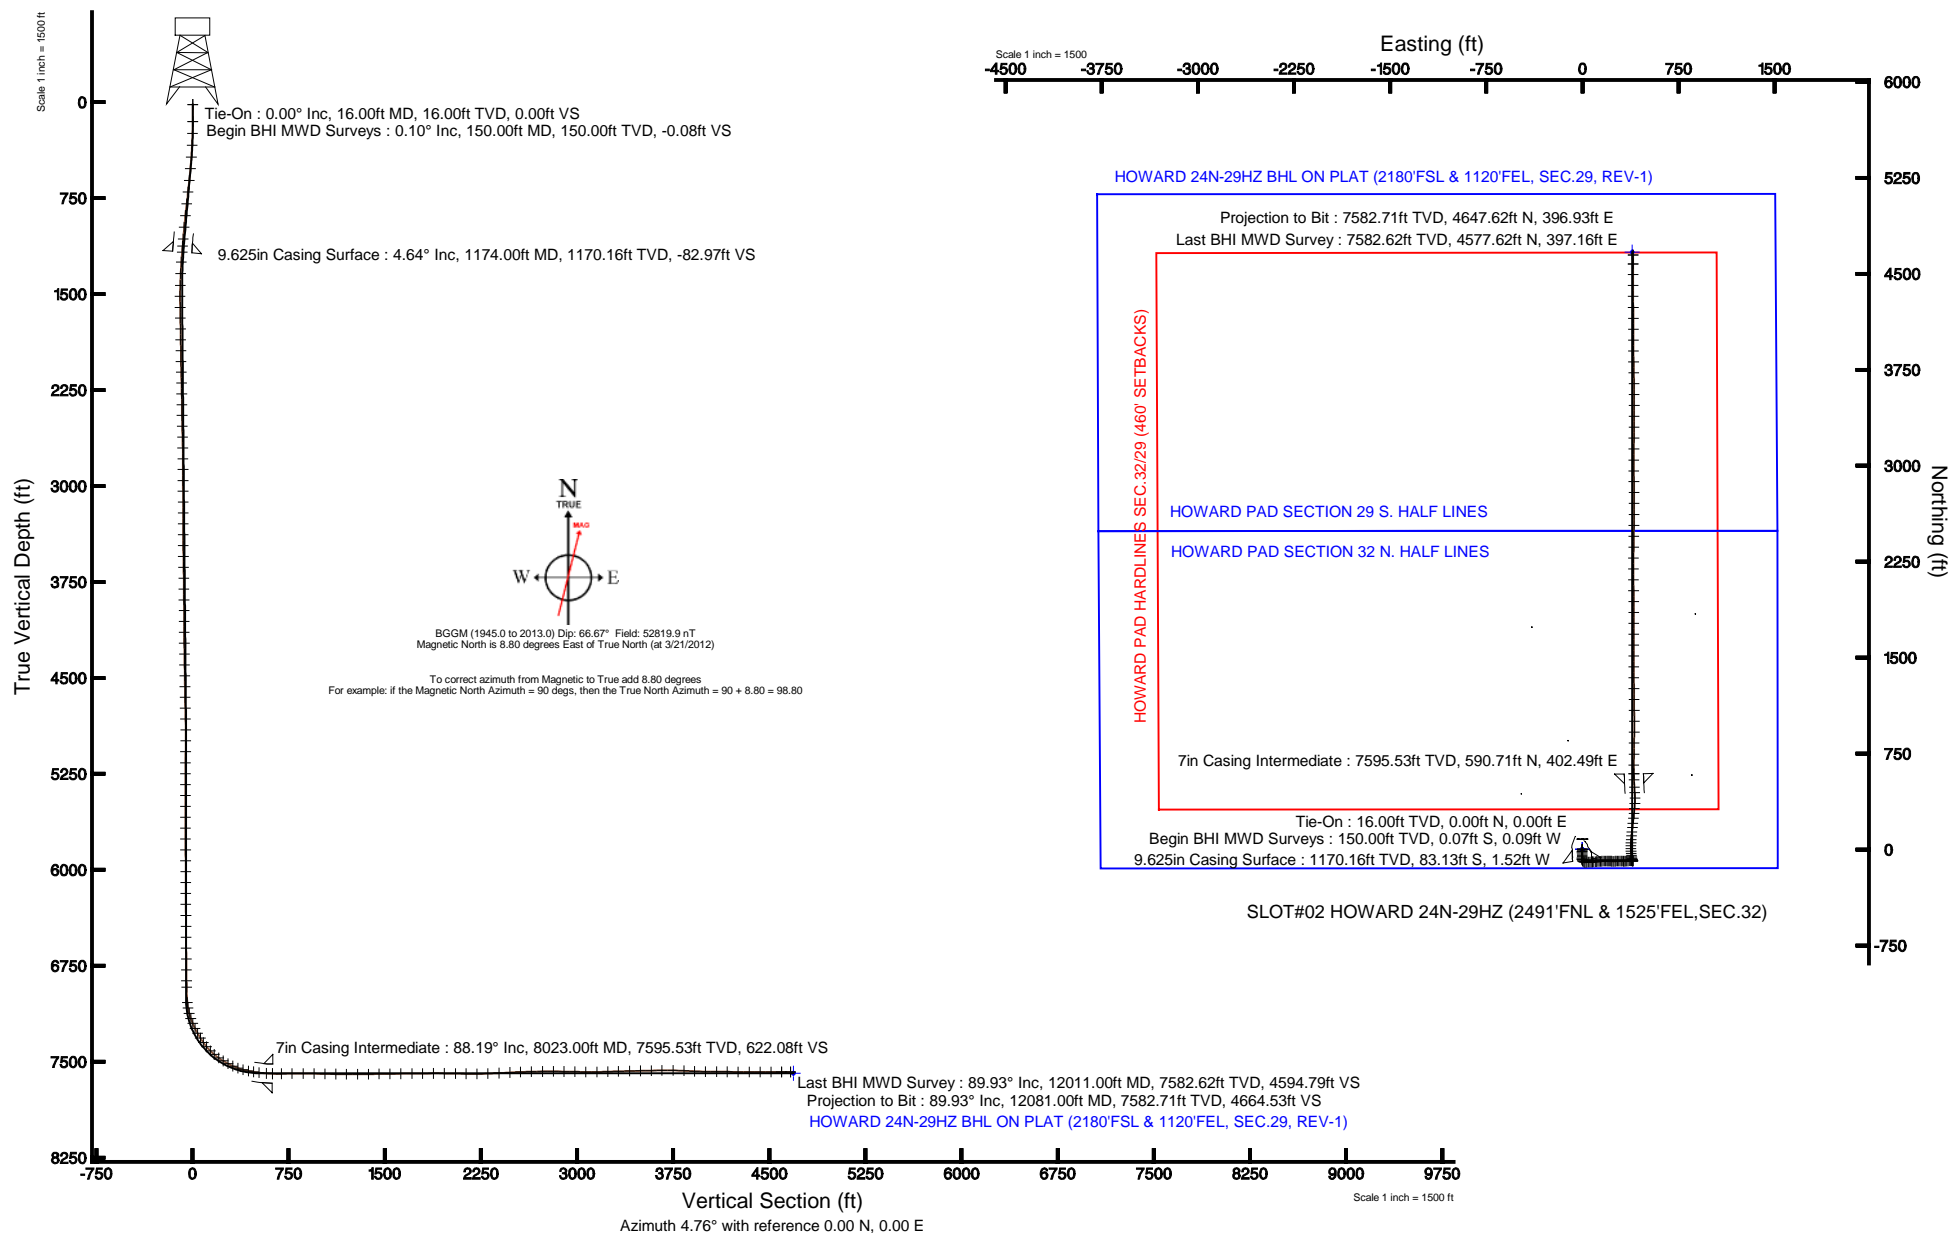 Scale 1 inch = 1500 ft
True Vertical Depth (ft)
0
750
1500
2250
3000
3750
4500
5250
6000
6750
7500
8250
Tie-On : 0.00° Inc, 16.00ft MD, 16.00ft TVD, 0.00ft VS
Begin BHI MWD Surveys : 0.10° Inc, 150.00ft MD, 150.00ft TVD, -0.08ft VS
9.625in Casing Surface : 4.64° Inc, 1174.00ft MD, 1170.16ft TVD, -82.97ft VS
N
TRUE
MAG
W
E
BGGM (1945.0 to 2013.0) Dip: 66.67° Field: 52819.9 nT
Magnetic North is 8.80 degrees East of True North (at 3/21/2012)
To correct azimuth from Magnetic to True add 8.80 degrees
For example: if the Magnetic North Azimuth = 90 degs, then the True North Azimuth = 90 + 8.80 = 98.80
7in Casing Intermediate : 88.19° Inc, 8023.00ft MD, 7595.53ft TVD, 622.08ft VS
Last BHI MWD Survey : 89.93° Inc, 12011.00ft MD, 7582.62ft TVD, 4594.79ft VS
Projection to Bit : 89.93° Inc, 12081.00ft MD, 7582.71ft TVD, 4664.53ft VS
HOWARD 24N-29HZ BHL ON PLAT (2180'FSL & 1120'FEL, SEC.29, REV-1)
-750 0 750 1500 2250 3000 3750 4500 5250 6000 6750 7500 8250 9000 9750
Vertical Section (ft)
Scale 1 inch = 1500 ft
Azimuth 4.76° with reference 0.00 N, 0.00 E
Easting (ft)
Scale 1 inch = 1500
-4500 -3750 -3000 -2250 -1500 -750 0 750 1500
6000
5250
4500
3750
3000
2250
1500
750
0
-750
Northing (ft)
HOWARD 24N-29HZ BHL ON PLAT (2180'FSL & 1120'FEL, SEC.29, REV-1)
Projection to Bit : 7582.71ft TVD, 4647.62ft N, 396.93ft E
Last BHI MWD Survey : 7582.62ft TVD, 4577.62ft N, 397.16ft E
HOWARD PAD HARDLINES SEC.32/29 (460' SETBACKS)
HOWARD PAD SECTION 29 S. HALF LINES
HOWARD PAD SECTION 32 N. HALF LINES
7in Casing Intermediate : 7595.53ft TVD, 590.71ft N, 402.49ft E
Tie-On : 16.00ft TVD, 0.00ft N, 0.00ft E
Begin BHI MWD Surveys : 150.00ft TVD, 0.07ft S, 0.09ft W
9.625in Casing Surface : 1170.16ft TVD, 83.13ft S, 1.52ft W
SLOT#02 HOWARD 24N-29HZ (2491'FNL & 1525'FEL,SEC.32)